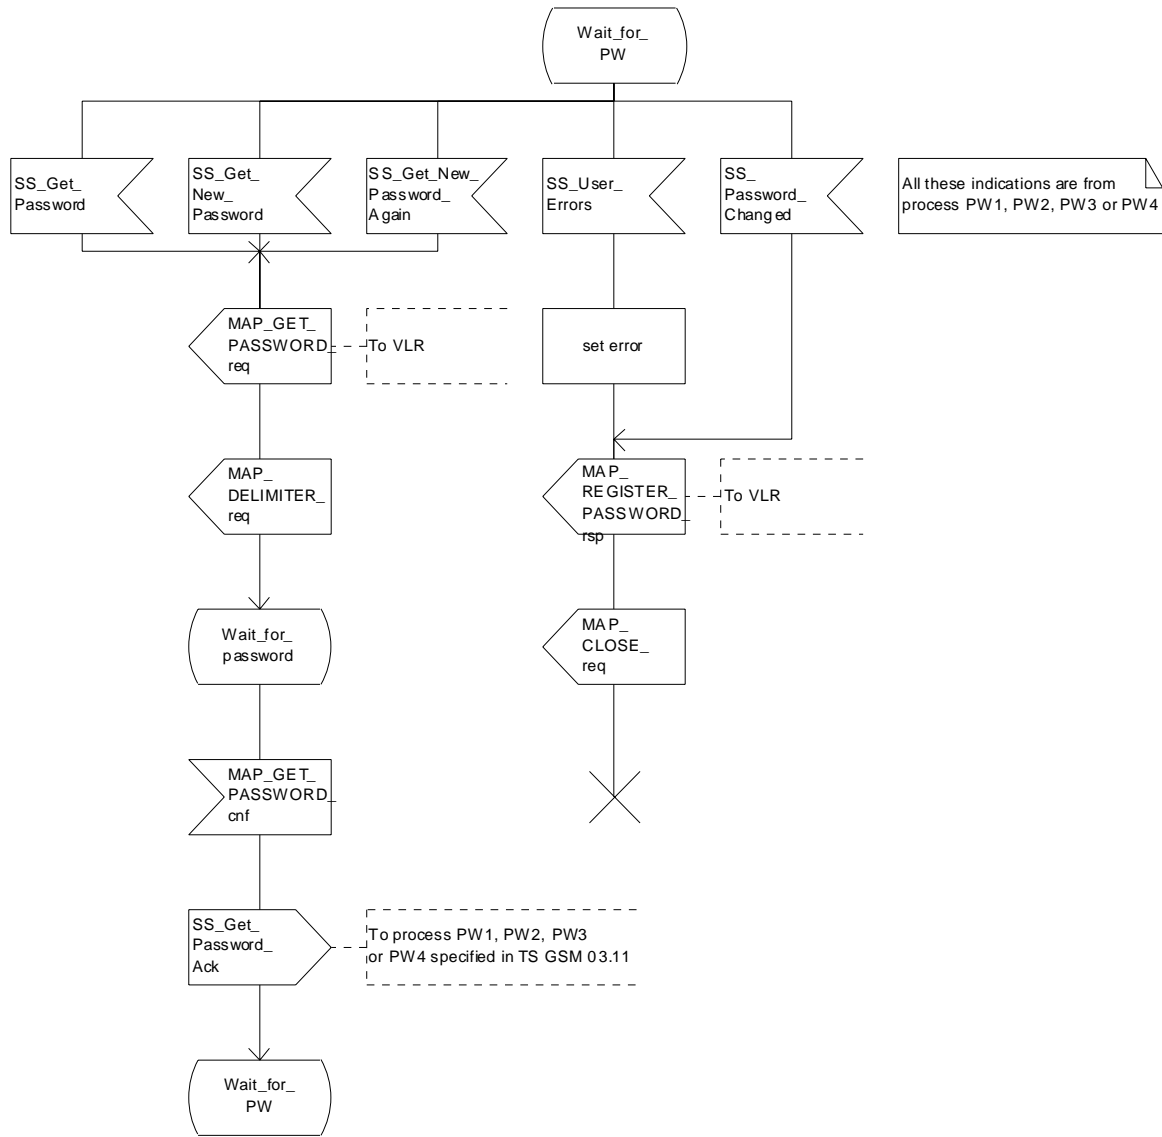 Wait_for_
PW
SS_Get_
Password
SS_Get_
New_
Password
SS_Get_New_
Password_
Again
SS_User_
Errors
SS_
Password_
Changed
All these indications are from
process PW1, PW2, PW3 or PW4
MAP_GET_
PASSWORD_
req
To VLR
set error
MAP_
DELIMITER_
req
MAP_
REGISTER_
PASSWORD_
rsp
To VLR
Wait_for_
password
MAP_
CLOSE_
req
MAP_GET_
PASSWORD_
cnf
SS_Get_
Password_
Ack
To process PW1, PW2, PW3
or PW4 specified in TS GSM 03.11
Wait_for_
PW